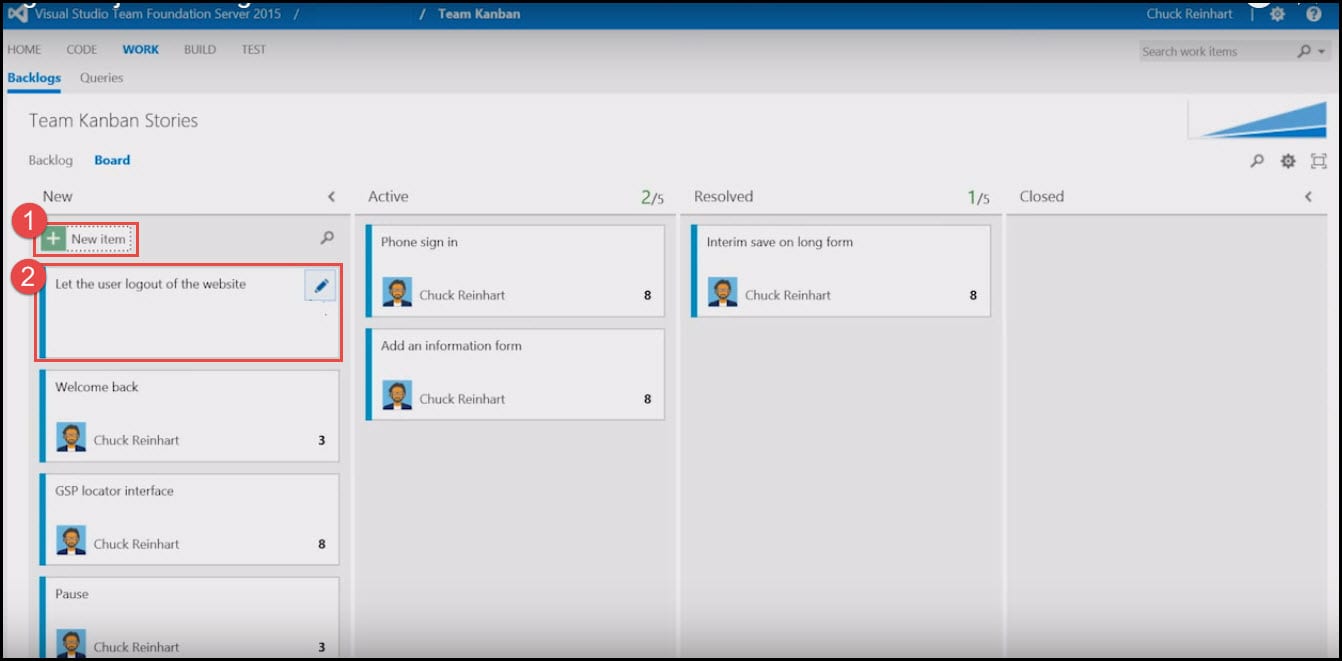 Visual Studio Team Foundation Server 2015 / / Team Kanban Chuck Reinhart |
HOME CODE WORK BUILD TEST Search work items
Backlogs Queries
Team Kanban Stories
Backlog Board
New Active 2/5 Resolved 1/5 Closed
1
New item
2
Let the user logout of the website
Welcome back
Chuck Reinhart 3
GSP locator interface
Chuck Reinhart 8
Pause
Chuck Reinhart 3
Phone sign in
Chuck Reinhart 8
Add an information form
Chuck Reinhart 8
Interim save on long form
Chuck Reinhart 8